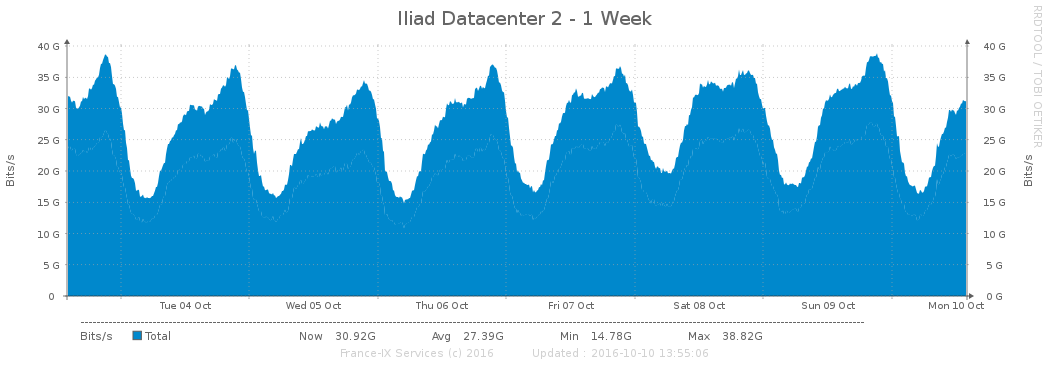 Iliad Datacenter 2 - 1 Week
RRDTOOL / TOBI OETIKER
Bits/s
40 G
35 G
30 G
25 G
20 G
15 G
10 G
5 G
0
40 G
35 G
30 G
25 G
20 G
15 G
10 G
5 G
0 G
Bits/s
Tue 04 Oct Wed 05 Oct Thu 06 Oct Fri 07 Oct Sat 08 Oct Sun 09 Oct Mon 10 Oct
Bits/s Total Now 30.92G Avg 27.39G Min 14.78G Max 38.82G
France-IX Services (c) 2016 Updated : 2016-10-10 13:55:06